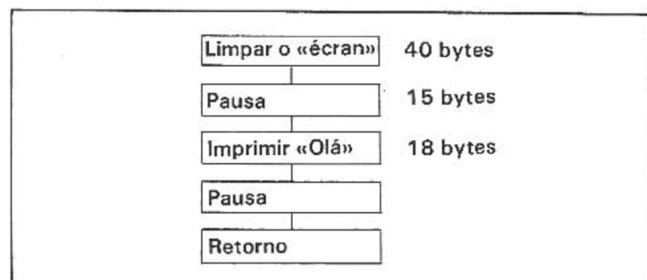 Limpar o «écran» 40 bytes
Pausa 15 bytes
Imprimir «Olá» 18 bytes
Pausa
Retorno